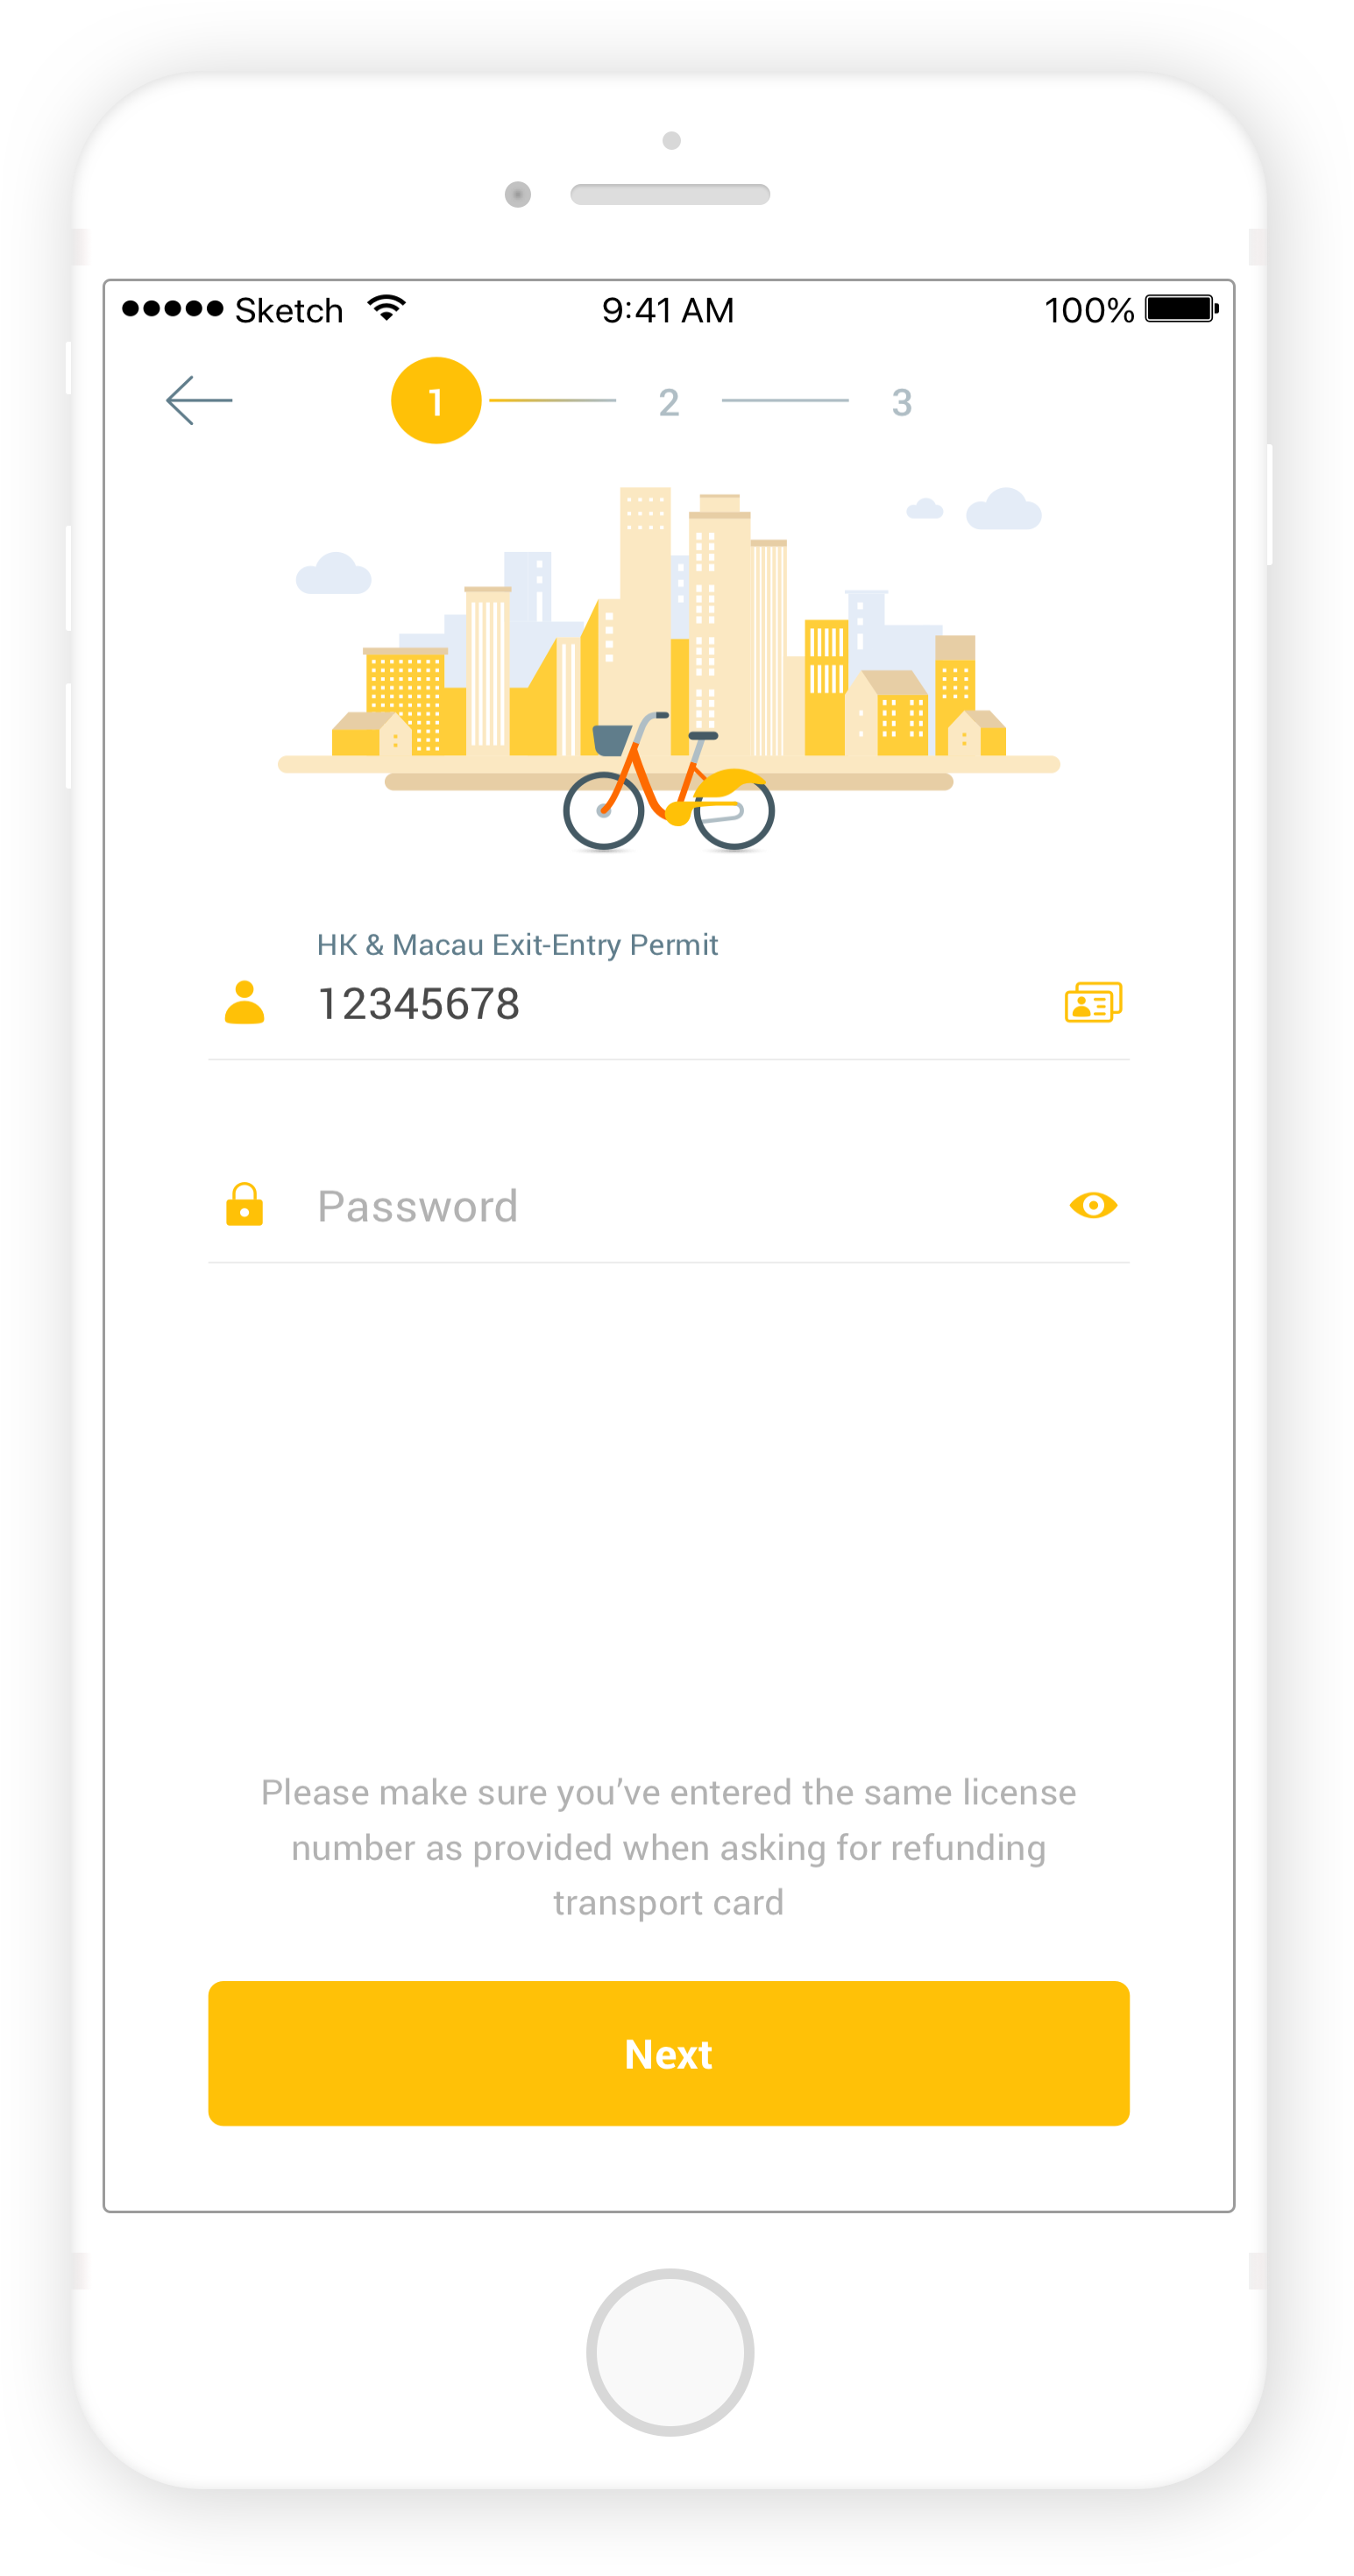 Sketch 9:41 AM 100%
1 2 3
HK & Macau Exit-Entry Permit
12345678
Password
Please make sure you’ve entered the same license
number as provided when asking for refunding
transport card
Next